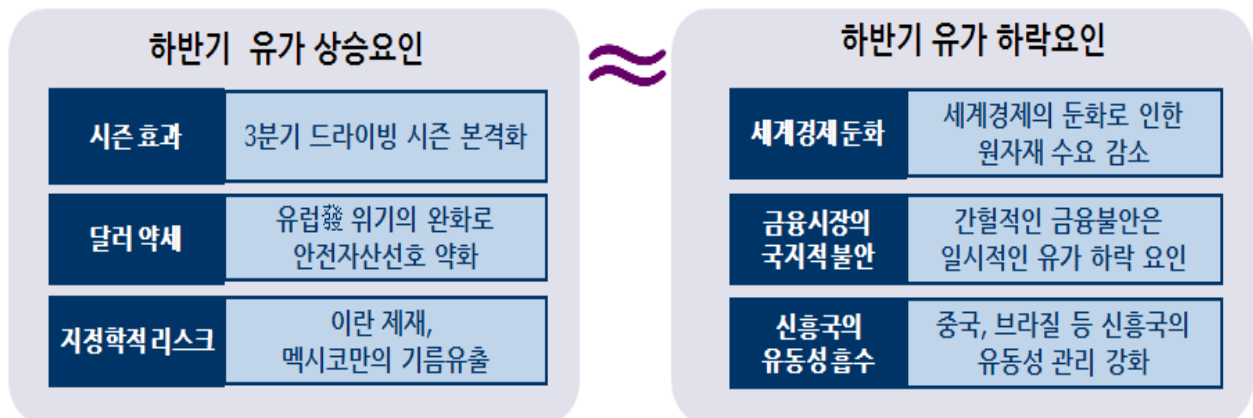 하반기 유가 상승요인
시즌 효과
3분기 드라이빙 시즌 본격화
달러 약세
유럽發 위기의 완화로
안전자산선호 약화
지정학적 리스크
이란 제재,
멕시코만의 기름유출
≈
하반기 유가 하락요인
세계경제 둔화
세계경제의 둔화로 인한
원자재 수요 감소
금융시장의
국지적 불안
간헐적인 금융불안은
일시적인 유가 하락 요인
신흥국의
유동성 흡수
중국, 브라질 등 신흥국의
유동성 관리 강화